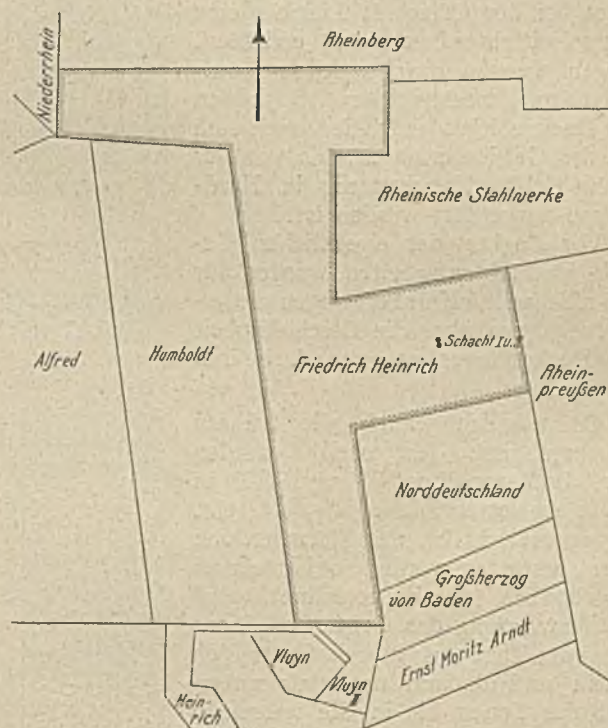 Rheinberg
Niederrhein
Rheinische Stahlwerke
Schacht I u.
Alfred
Humboldt
Friedrich Heinrich
Rhein-
preußen
Norddeutschland
Großherzog
von Baden
Ernst Moritz Arndt
Vluyn
Vluyn
II
Hein-
rich